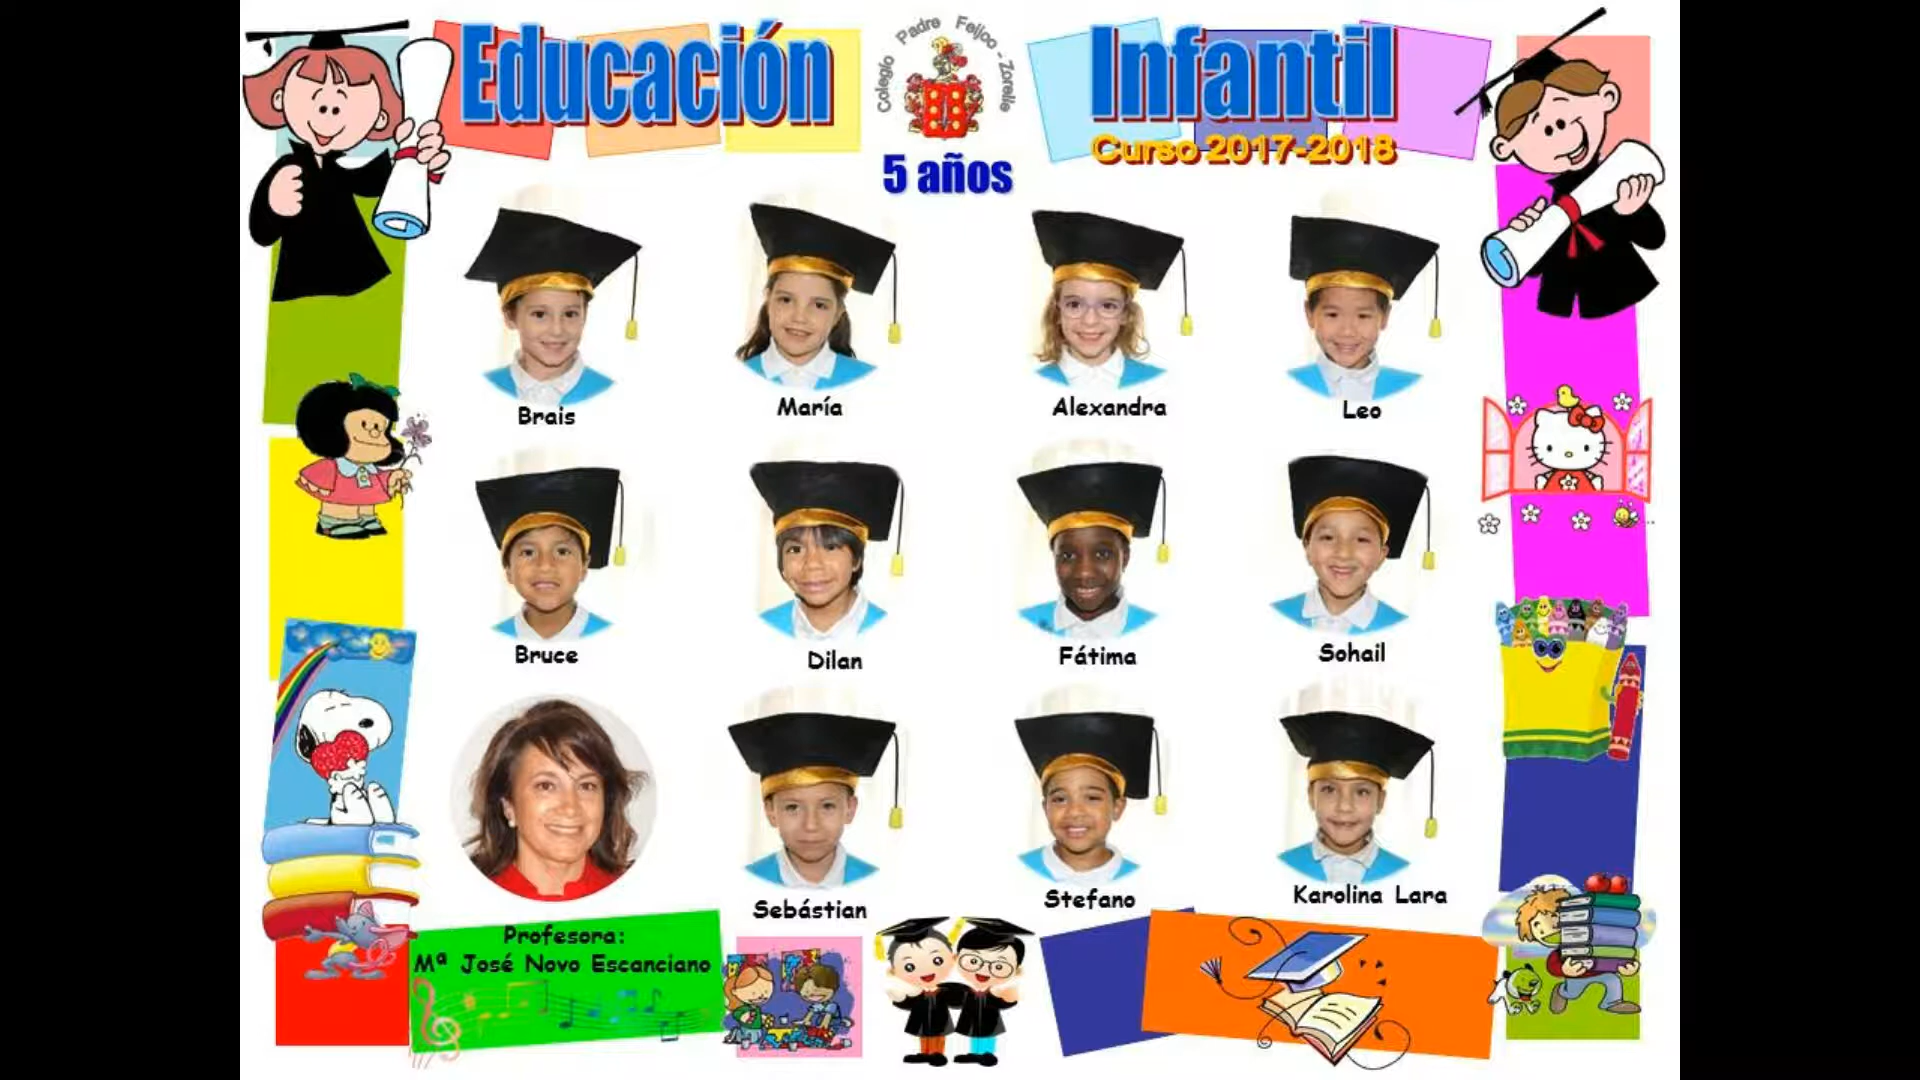 Educación
Colegio Padre Feijoo - Zorelle
Infantil
Curso 2017-2018
5 años
Brais
María
Alexandra
Leo
Bruce
Dilan
Fátima
Sohail
Sebástian
Stefano
Karolina Lara
Profesora:
Mª José Novo Escanciano